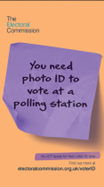 The
Electoral
Commission
You need
photo ID to
vote at a
polling station
Find out more at
electoralcommission.org.uk/voterID